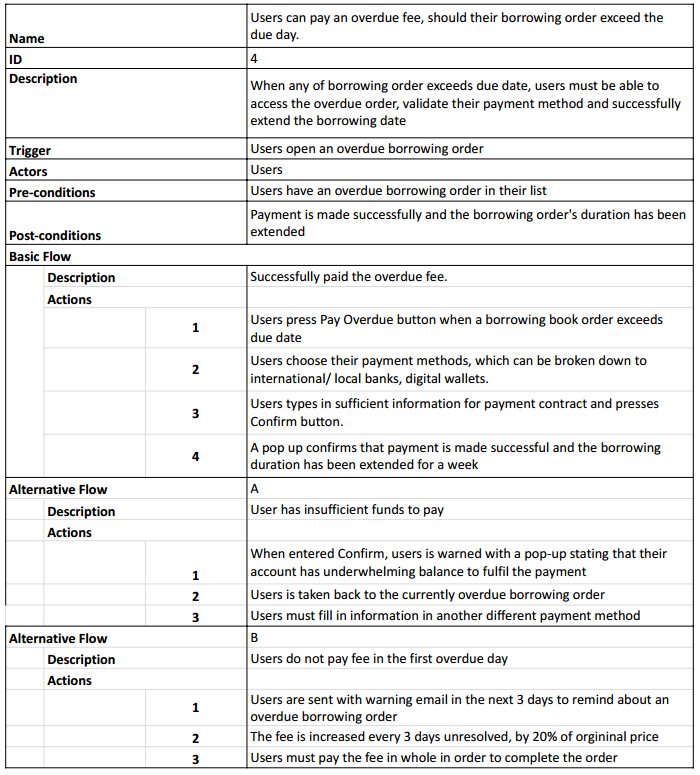 Name
Users can pay an overdue fee, should their borrowing order exceed the
due day.
ID
4
Description
When any of borrowing order exceeds due date, users must be able to
access the overdue order, validate their payment method and successfully
extend the borrowing date
Trigger
Users open an overdue borrowing order
Actors
Users
Pre-conditions
Users have an overdue borrowing order in their list
Post-conditions
Payment is made successfully and the borrowing order's duration has been
extended
Basic Flow
Description
Successfully paid the overdue fee.
Actions
1
Users press Pay Overdue button when a borrowing book order exceeds
due date
2
Users choose their payment methods, which can be broken down to
international/ local banks, digital wallets.
3
Users types in sufficient information for payment contract and presses
Confirm button.
4
A pop up confirms that payment is made successful and the borrowing
duration has been extended for a week
Alternative Flow
A
Description
User has insufficient funds to pay
Actions
1
When entered Confirm, users is warned with a pop-up stating that their
account has underwhelming balance to fulfil the payment
2
Users is taken back to the currently overdue borrowing order
3
Users must fill in information in another different payment method
Alternative Flow
B
Description
Users do not pay fee in the first overdue day
Actions
1
Users are sent with warning email in the next 3 days to remind about an
overdue borrowing order
2
The fee is increased every 3 days unresolved, by 20% of orgininal price
3
Users must pay the fee in whole in order to complete the order